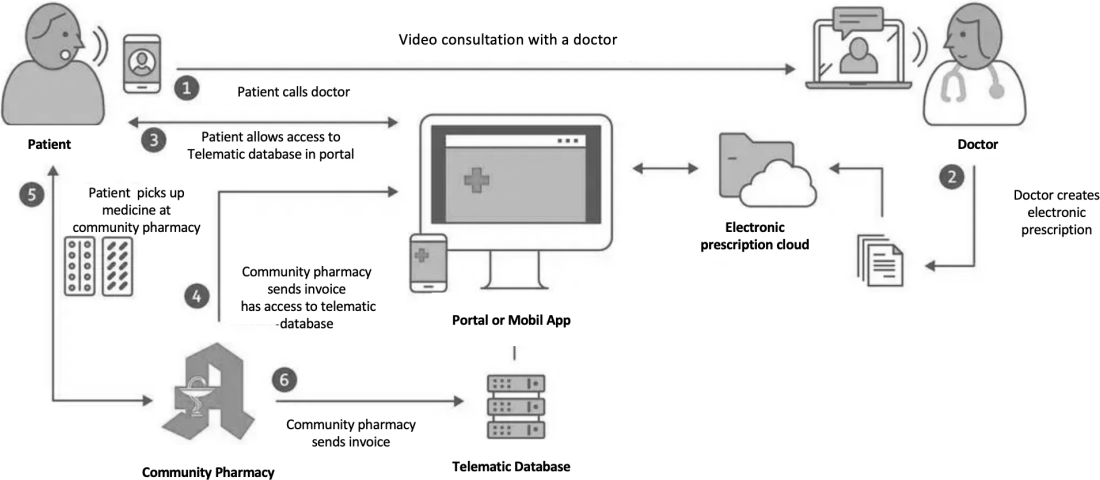 Video consultation with a doctor
1
Patient calls doctor
Patient
3
Patient allows access to
Telematic database in portal
Doctor
2
Doctor creates
electronic
prescription
5
Patient picks up
medicine at
community pharmacy
Electronic
prescription cloud
4
Community pharmacy
sends invoice
has access to telematic
-database
Portal or Mobil App
6
Community pharmacy
sends invoice
Community Pharmacy
Telematic Database